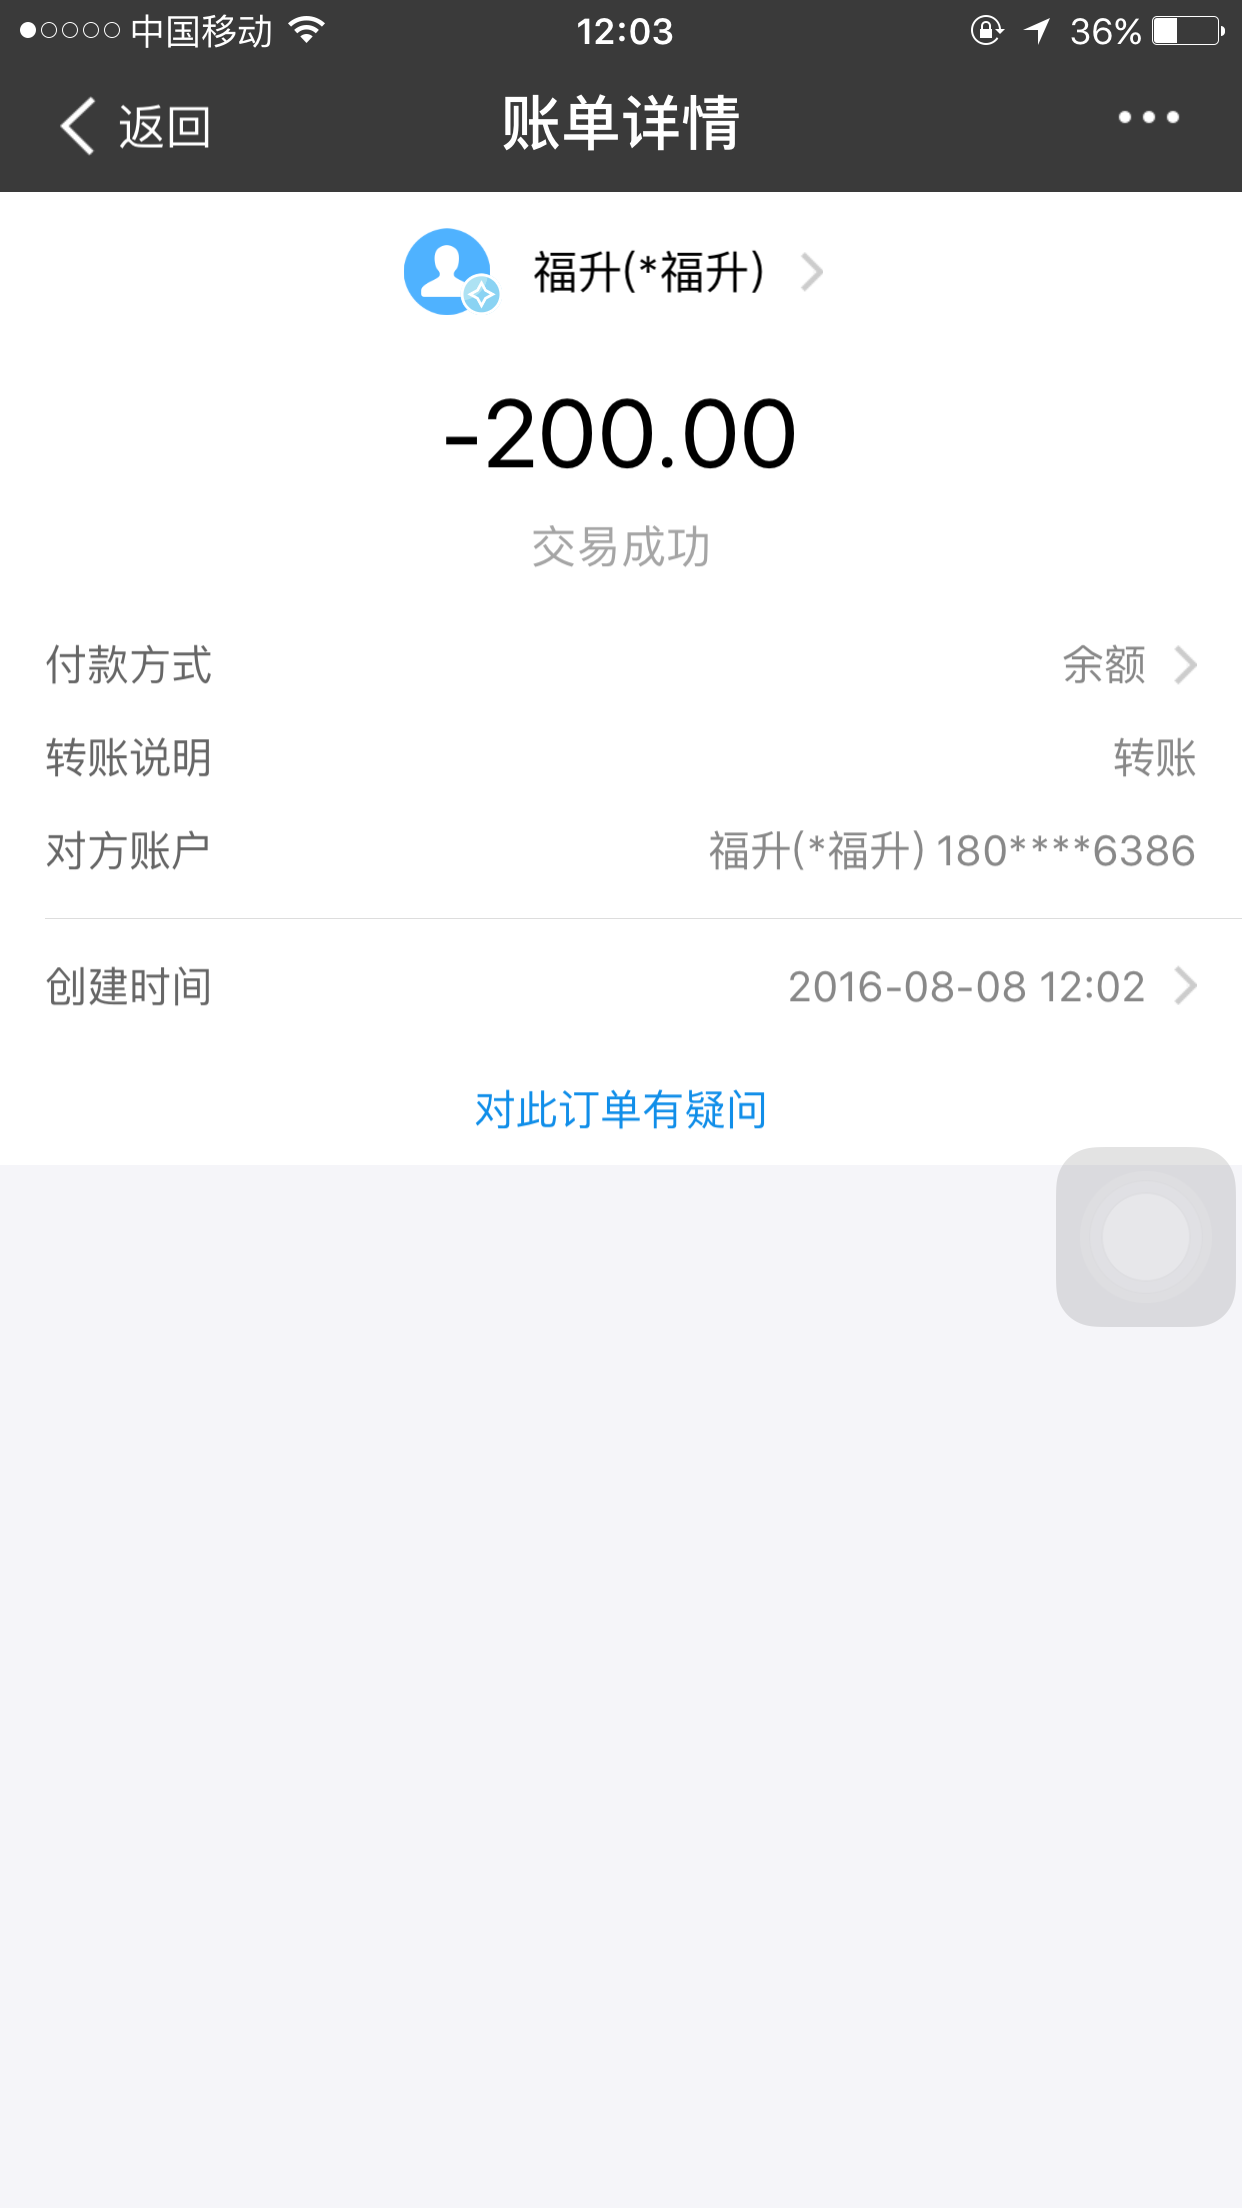 中国移动 12:03 36%
返回 账单详情
福升(*福升)
-200.00
交易成功
付款方式 余额
转账说明 转账
对方账户 福升(*福升) 180****6386
创建时间 2016-08-08 12:02
对此订单有疑问